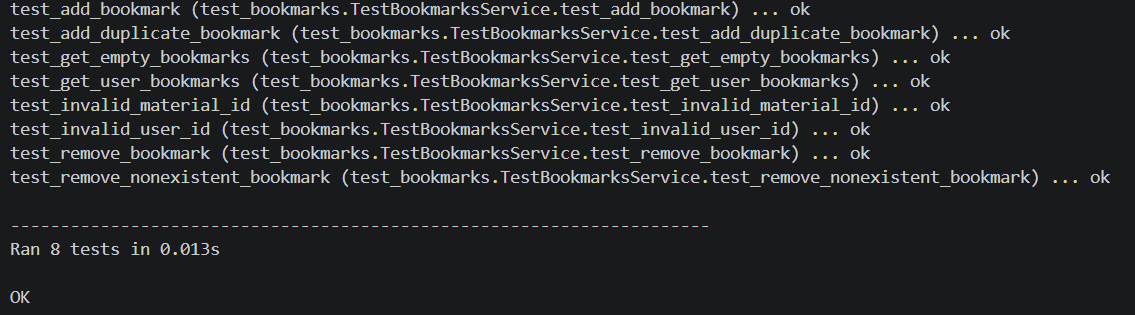 test_add_bookmark (test_bookmarks.TestBookmarksService.test_add_bookmark) ... ok
test_add_duplicate_bookmark (test_bookmarks.TestBookmarksService.test_add_duplicate_bookmark) ... ok
test_get_empty_bookmarks (test_bookmarks.TestBookmarksService.test_get_empty_bookmarks) ... ok
test_get_user_bookmarks (test_bookmarks.TestBookmarksService.test_get_user_bookmarks) ... ok
test_invalid_material_id (test_bookmarks.TestBookmarksService.test_invalid_material_id) ... ok
test_invalid_user_id (test_bookmarks.TestBookmarksService.test_invalid_user_id) ... ok
test_remove_bookmark (test_bookmarks.TestBookmarksService.test_remove_bookmark) ... ok
test_remove_nonexistent_bookmark (test_bookmarks.TestBookmarksService.test_remove_nonexistent_bookmark) ... ok
----------------------------------------------------------------------
Ran 8 tests in 0.013s
OK